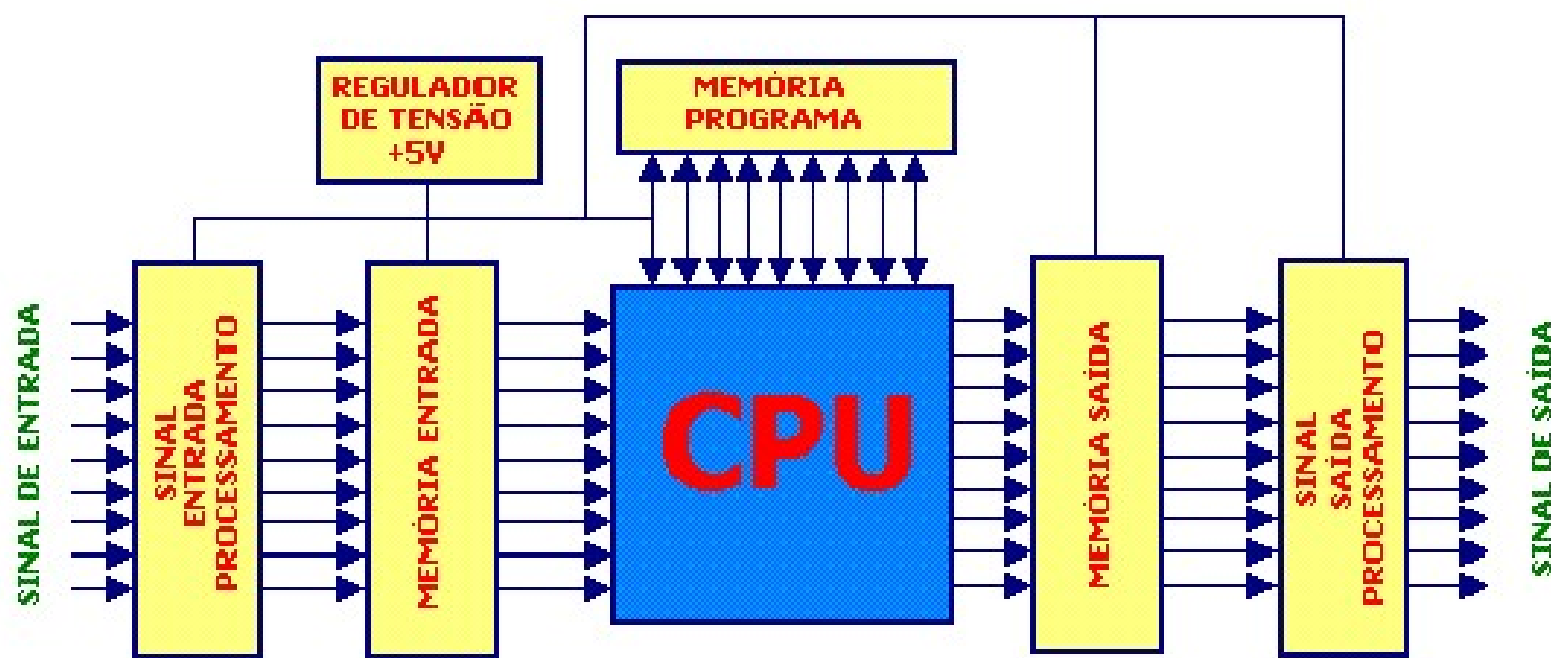 REGULADOR
DE TENSÃO
+5V
MEMÓRIA
PROGRAMA
SINAL DE ENTRADA
SINAL
ENTRADA
PROCESSAMENTO
MEMÓRIA ENTRADA
CPU
MEMÓRIA SAÍDA
SINAL
SAÍDA
PROCESSAMENTO
SINAL DE SAÍDA